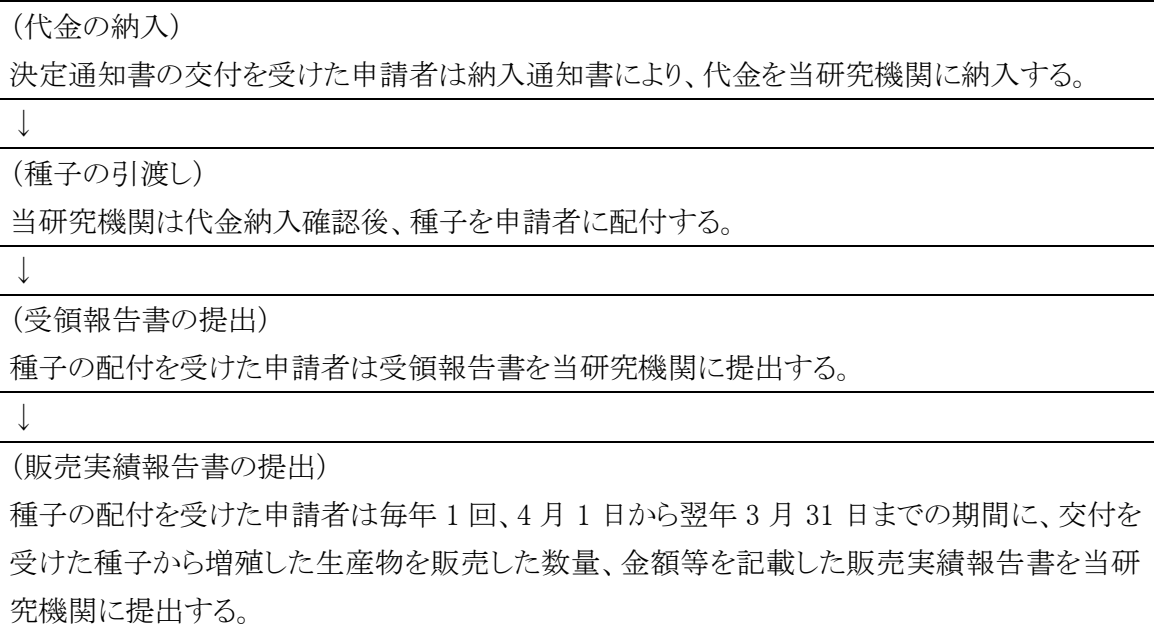 (代金の納入)
決定通知書の交付を受けた申請者は納入通知書により、代金を当研究機関に納入する。
↓
(種子の引渡し)
当研究機関は代金納入確認後、種子を申請者に配付する。
↓
(受領報告書の提出)
種子の配付を受けた申請者は受領報告書を当研究機関に提出する。
↓
(販売実績報告書の提出)
種子の配付を受けた申請者は毎年 1 回、4 月 1 日から翌年 3 月 31 日までの期間に、交付を
受けた種子から増殖した生産物を販売した数量、金額等を記載した販売実績報告書を当研
究機関に提出する。